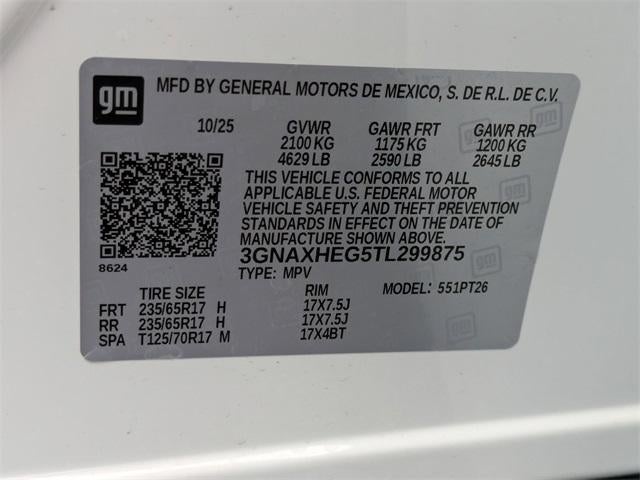 gm
MFD BY GENERAL MOTORS DE MEXICO, S. DE R.L. DE C.V.
10/25 GVWR GAWR FRT GAWR RR
2100 KG 1175 KG 1200 KG
4629 LB 2590 LB 2645 LB
THIS VEHICLE CONFORMS TO ALL
APPLICABLE U.S. FEDERAL MOTOR
VEHICLE SAFETY AND THEFT PREVENTION
STANDARDS IN EFFECT ON THE DATE OF
MANUFACTURE SHOWN ABOVE.
3GNAXHEG5TL299875
8624
TYPE: MPV
TIRE SIZE RIM MODEL: 551PT26
FRT 235/65R17 H 17X7.5J
RR 235/65R17 H 17X7.5J
SPA T125/70R17 M 17X4BT